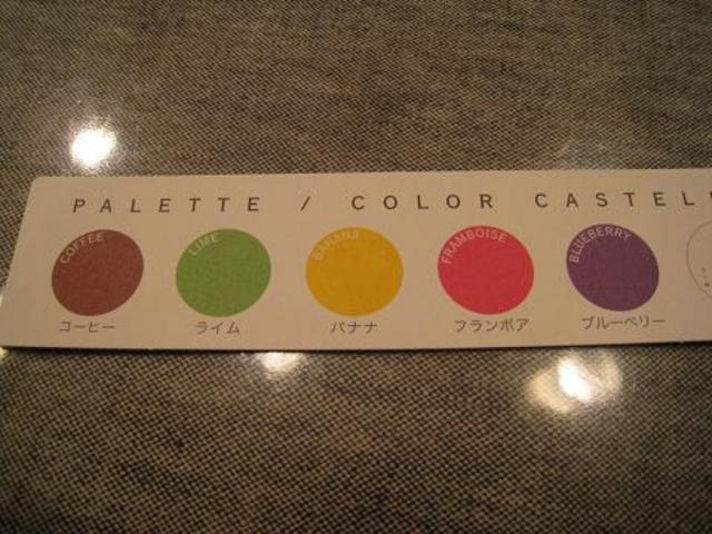 PALETTE / COLOR CASTEL
COFFEE LIME BANANA FRAMBOISE BLUEBERRY
コーヒー ライム バナナ フランボア ブルーベリー